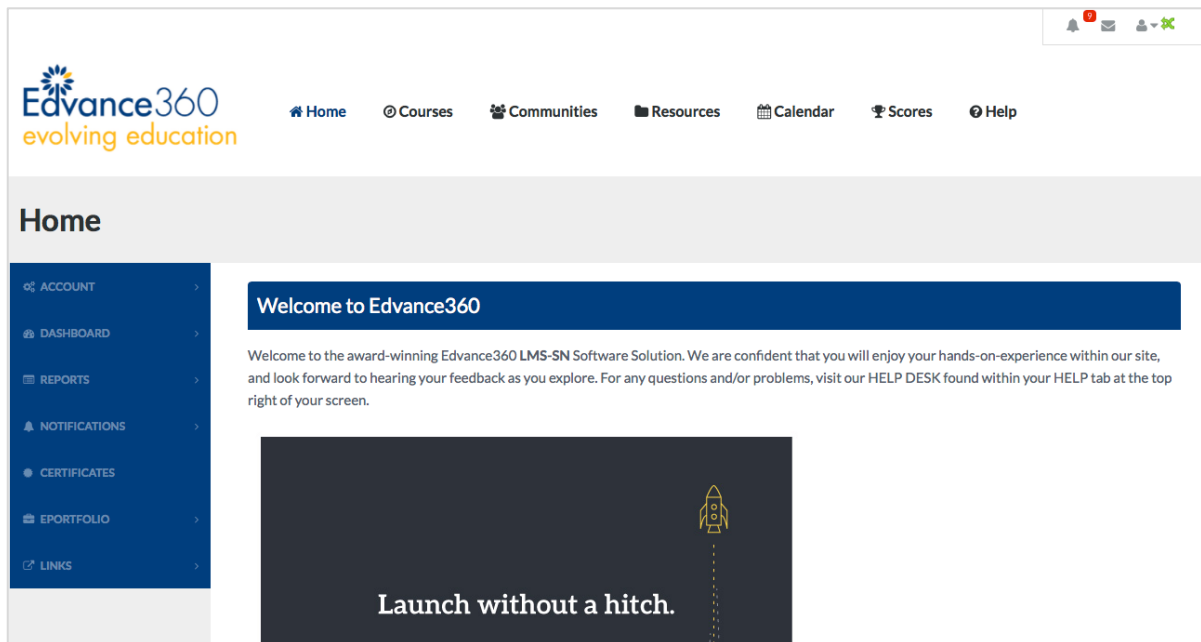 9
Edvance360
evolving education
Home
Courses
Communities
Resources
Calendar
Scores
Help
Home
ACCOUNT
DASHBOARD
REPORTS
NOTIFICATIONS
CERTIFICATES
EPORTFOLIO
LINKS
Welcome to Edvance360
Welcome to the award-winning Edvance360 LMS-SN Software Solution. We are confident that you will enjoy your hands-on-experience within our site,
and look forward to hearing your feedback as you explore. For any questions and/or problems, visit our HELP DESK found within your HELP tab at the top
right of your screen.
Launch without a hitch.